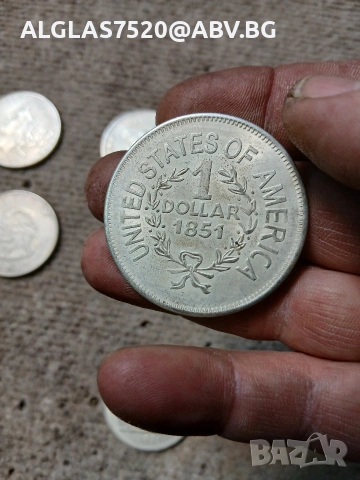 ALGLAS7520@ABV.BG
UNITED STATES OF AMERICA
1
DOLLAR
1851
BAZAR